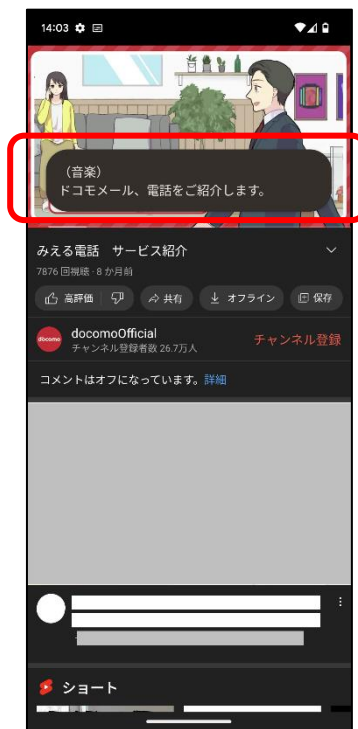 14:03
（音楽）
ドコモメール、電話をご紹介します。
みえる電話 サービス紹介
7876 回視聴・8 か月前
高評価 共有 オフライン 保存
docomo
docomoOfficial
チャンネル登録者数 26.7万人
チャンネル登録
コメントはオフになっています。詳細
ショート